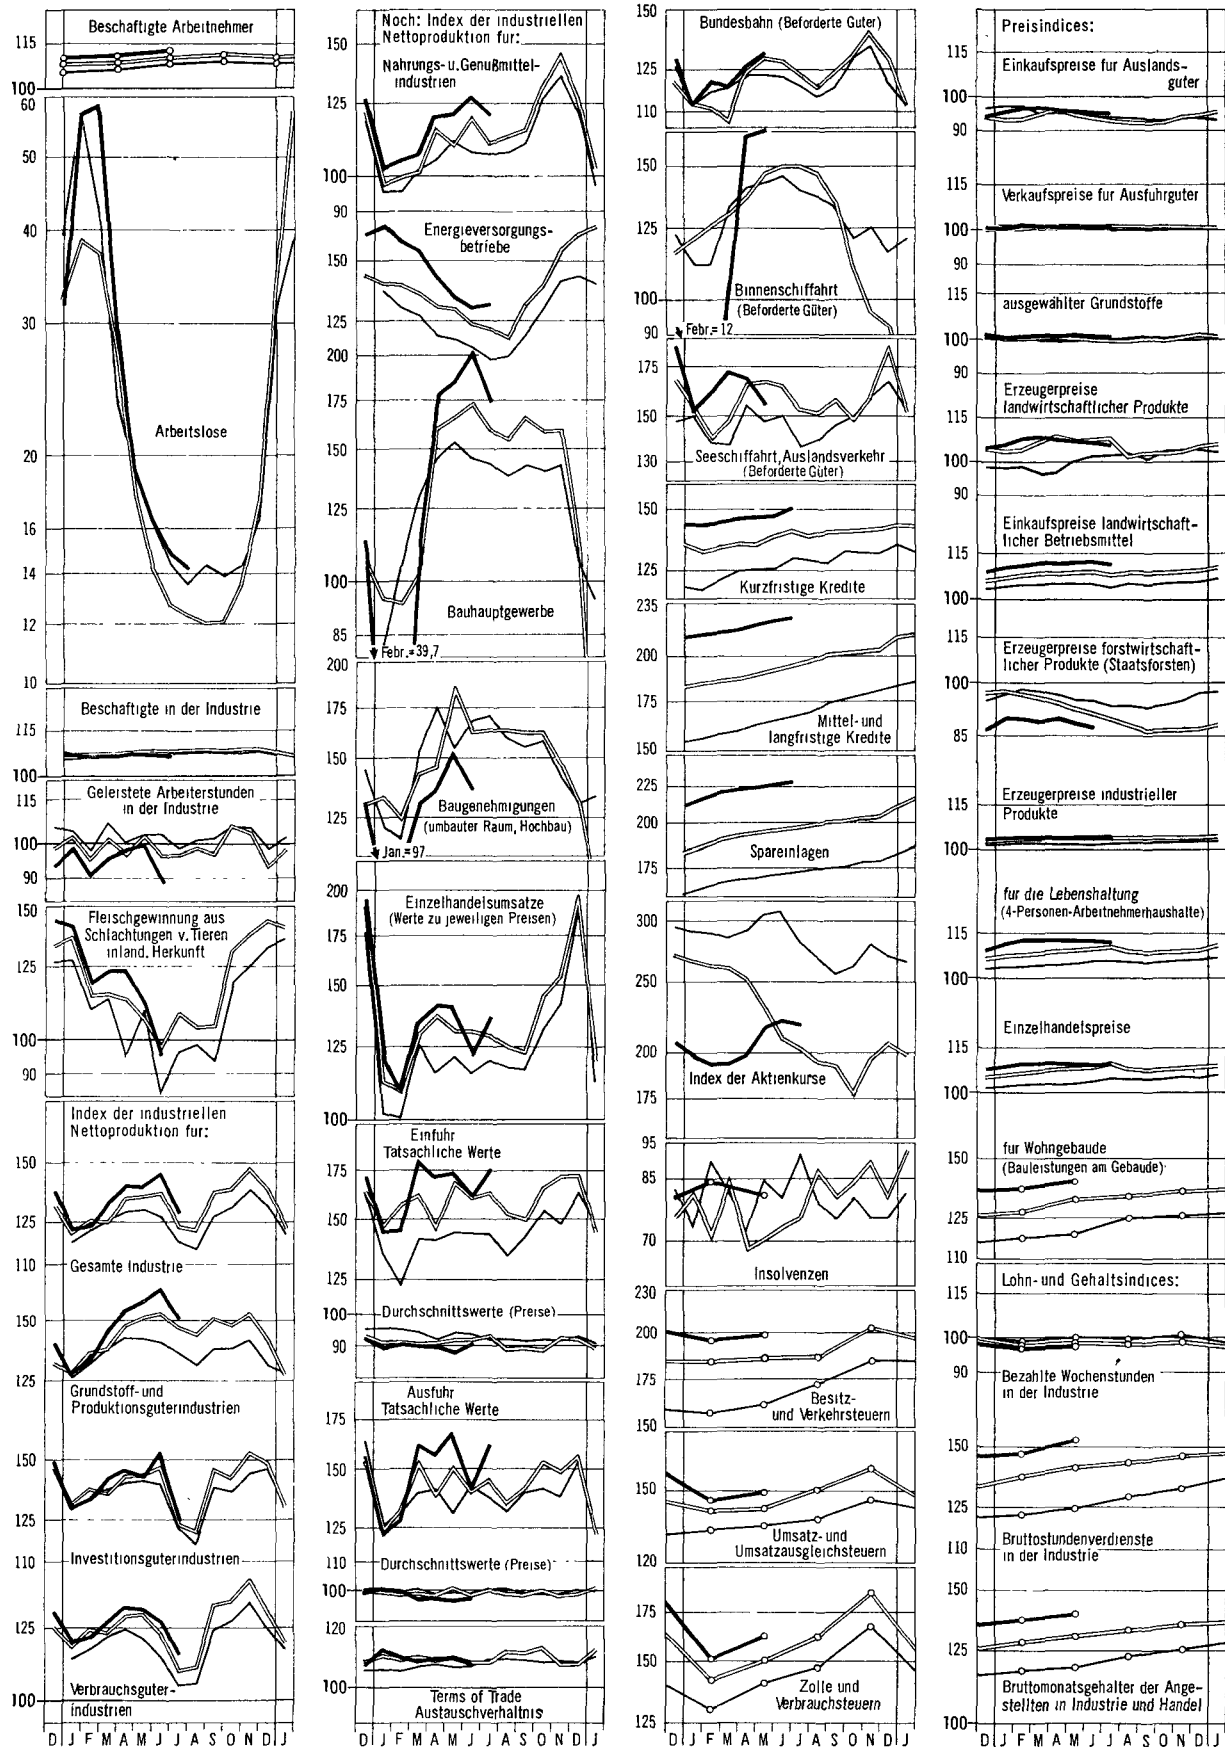 Beschaftigte Arbeitnehmer
115
100
60
50
40
30
20
16
14
12
10
Arbeitslose
Beschaftigte in der Industrie
115
100
Geleistete Arbeiterstunden
in der Industrie
115
100
90
Fleischgewinnung aus
Schlachtungen v. Tieren
inland. Herkunft
150
125
100
90
Index der industriellen
Nettoproduktion fur:
150
125
110
Gesamte Industrie
150
125
Grundstoff- und
Produktionsguterindustrien
150
125
110
Investitionsguterindustrien
125
100
Verbrauchsguter-
industrien
D J F M A M J J A S O N D J
Noch: Index der industriellen
Nettoproduktion fur:
150
Nahrungs- u. Genußmittel-
industrien
125
100
90
Energieversorgungs-
betriebe
150
125
200
175
150
125
100
85
Bauhauptgewerbe
Febr.=39,7
200
175
150
125
Baugenehmigungen
(umbauter Raum, Hochbau)
Jan.=97
200
Einzelhandelsumsatze
(Werte zu jeweiligen Preisen)
175
150
125
100
Einfuhr
Tatsachliche Werte
175
150
125
100
Durchschnittswerte (Preise)
90
Ausfuhr
Tatsachliche Werte
175
150
125
110
Durchschnittswerte (Preise)
100
120
100
Terms of Trade
Austauschverhaltnis
D J F M A M J J A S O N D J
150
Bundesbahn (Beforderte Guter)
125
110
150
125
100
90
Binnenschiffahrt
(Beforderte Güter)
Febr.=12
175
150
130
Seeschiffahrt, Auslandsverkehr
(Beforderte Güter)
150
125
Kurzfristige Kredite
235
200
175
150
Mittel- und
langfristige Kredite
225
200
175
Spareinlagen
300
250
200
175
Index der Aktienkurse
95
85
70
Insolvenzen
230
200
175
150
Besitz-
und Verkehrsteuern
150
120
Umsatz- und
Umsatzausgleichsteuern
150
125
Zolle und
Verbrauchsteuern
D J F M A M J J A S O N D J
Preisindices:
115
Einkaufspreise fur Auslands-
guter
100
90
115
Verkaufspreise fur Ausfuhrguter
100
90
115
ausgewählter Grundstoffe
100
90
Erzeugerpreise
landwirtschaftlicher Produkte
115
100
90
Einkaufspreise landwirtschaft-
licher Betriebsmittel
115
100
115
Erzeugerpreise forstwirtschaft-
licher Produkte (Staatsforsten)
100
85
Erzeugerpreise industrieller
Produkte
115
100
fur die Lebenshaltung
(4-Personen-Arbeitnehmerhaushalte)
115
100
Einzelhandelspreise
115
100
fur Wohngebaude
(Bauleistungen am Gebaude)
150
125
110
Lohn- und Gehaltsindices:
100
90
Bezahlte Wochenstunden
in der Industrie
150
125
110
Bruttostundenverdienste
in der Industrie
150
125
100
Bruttomonatsgehalter der Ange-
stellten in Industrie und Handel
D J F M A M J J A S O N D J